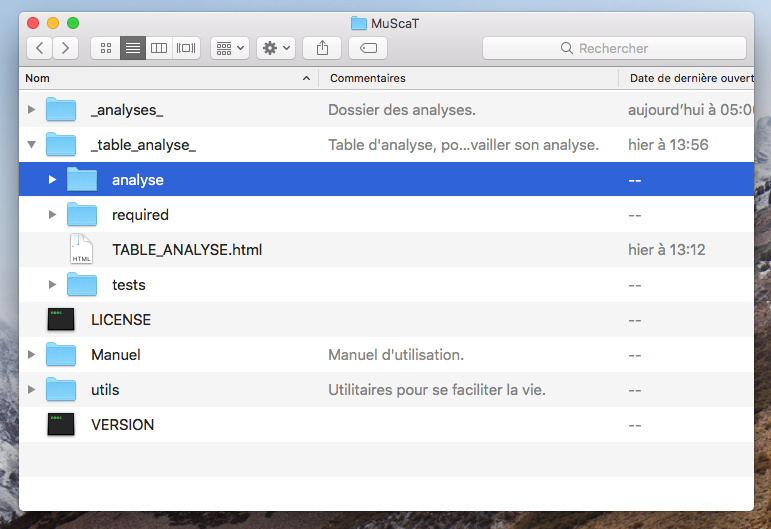 MuScaT
Rechercher
Nom Commentaires Date de dernière ouvert
_analyses_ Dossier des analyses. aujourd'hui à 05:00
_table_analyse_ Table d'analyse, po...vailler son analyse. hier à 13:56
analyse --
required --
HTML TABLE_ANALYSE.html hier à 13:12
tests --
LICENSE --
Manuel Manuel d'utilisation. --
utils Utilitaires pour se faciliter la vie. --
VERSION --